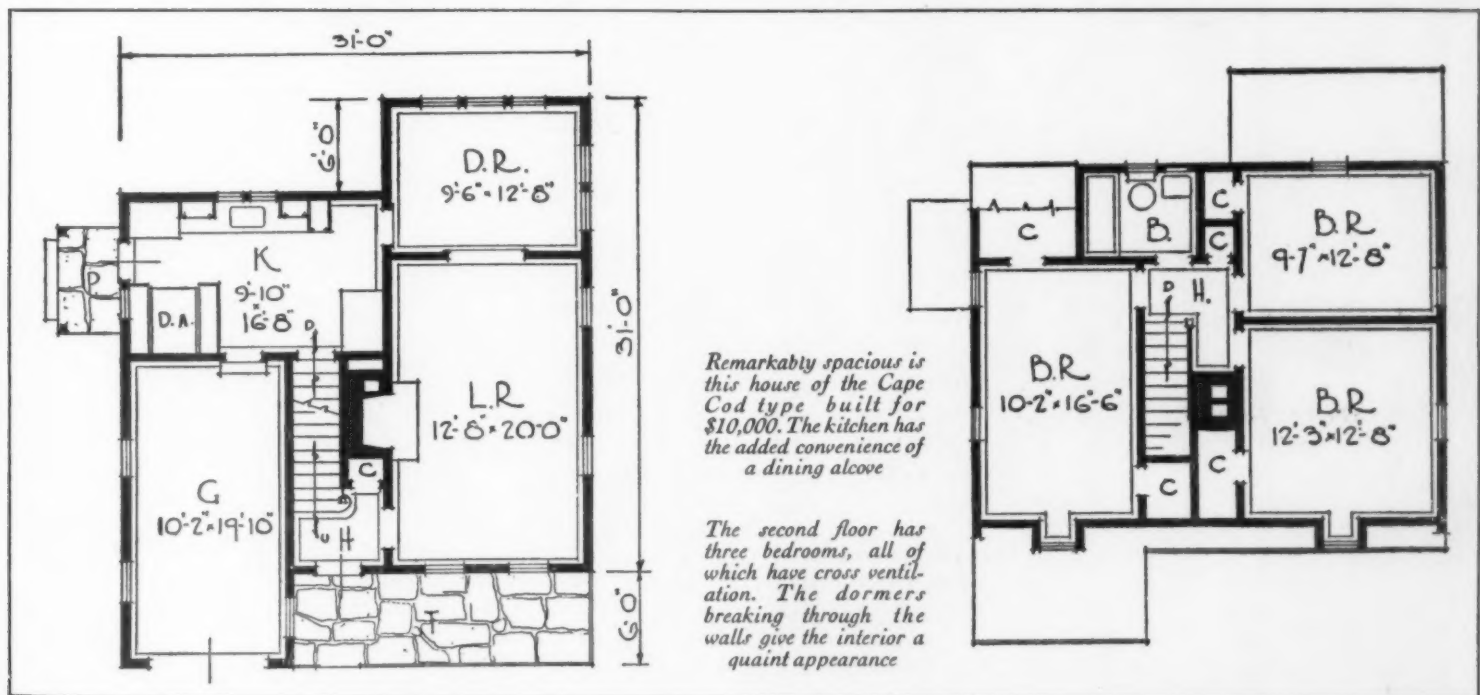 31'-0"
6'-0"
D.R.
9'-6" x 12'-8"
K
9'-10"
x
16'-8"
P
D.A.
D
31'-0"
L.R
12'-8" x 20'-0"
C
G
10'-2" x 19'-10"
U
H
T
6'-0"
Remarkably spacious is
this house of the Cape
Cod type built for
$10,000. The kitchen has
the added convenience of
a dining alcove
The second floor has
three bedrooms, all of
which have cross ventil-
ation. The dormers
breaking through the
walls give the interior a
quaint appearance
C
B.
C
C
B.R
9'-7" x 12'-8"
D
H.
B.R
10'-2" x 16'-6"
B.R
12'-3" x 12'-8"
C
C